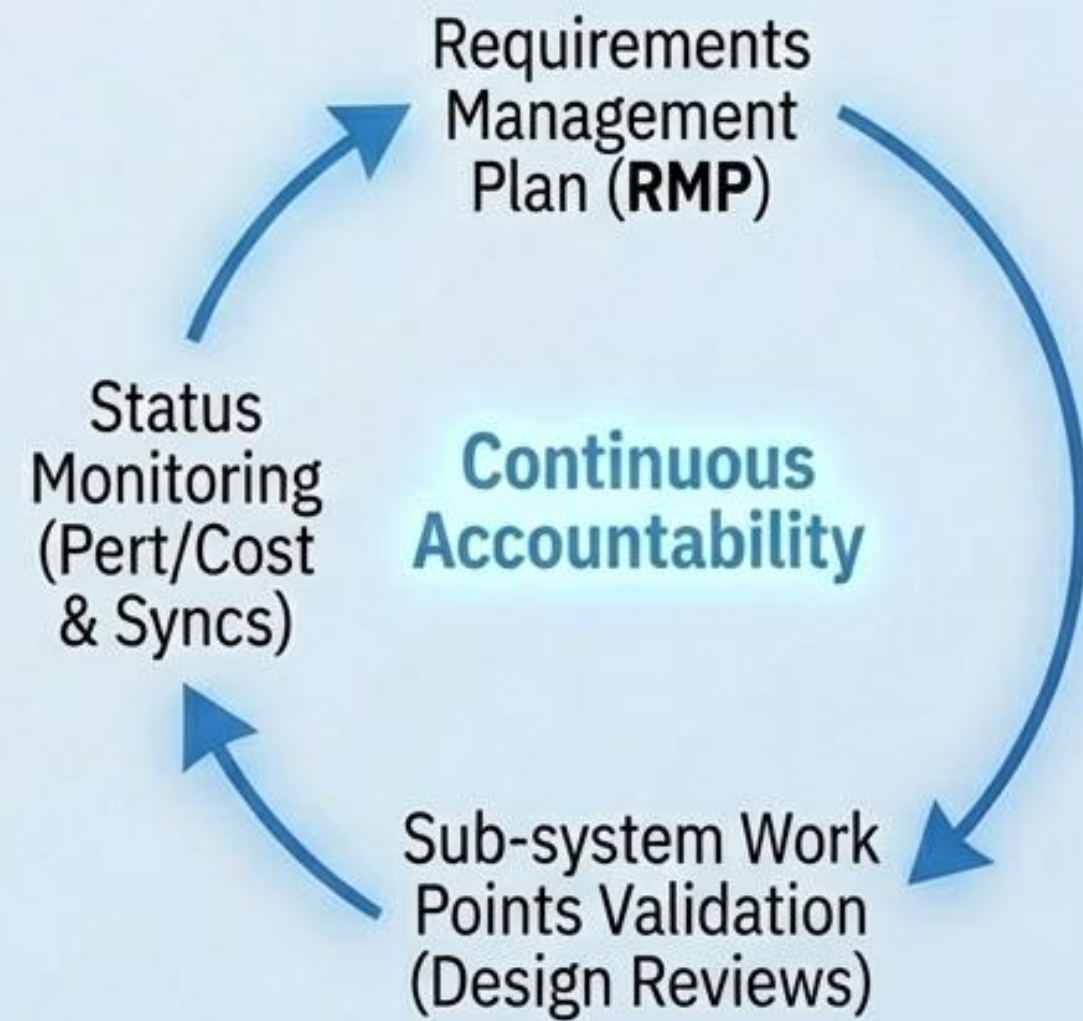 Requirements
Management
Plan (RMP)
Status
Monitoring
(Pert/Cost
& Syncs)
Continuous
Accountability
Sub-system Work
Points Validation
(Design Reviews)